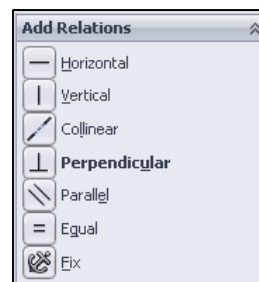 Add Relations
Horizontal
Vertical
Collinear
Perpendicular
Parallel
Equal
Fix